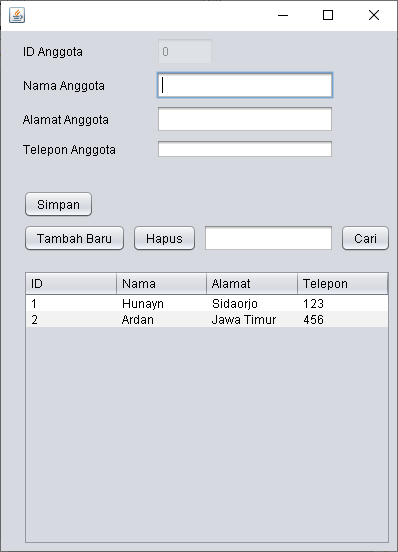 ID Anggota 0
Nama Anggota
Alamat Anggota
Telepon Anggota
Simpan
Tambah Baru Hapus Cari
ID Nama Alamat Telepon
1 Hunayn Sidaorjo 123
2 Ardan Jawa Timur 456